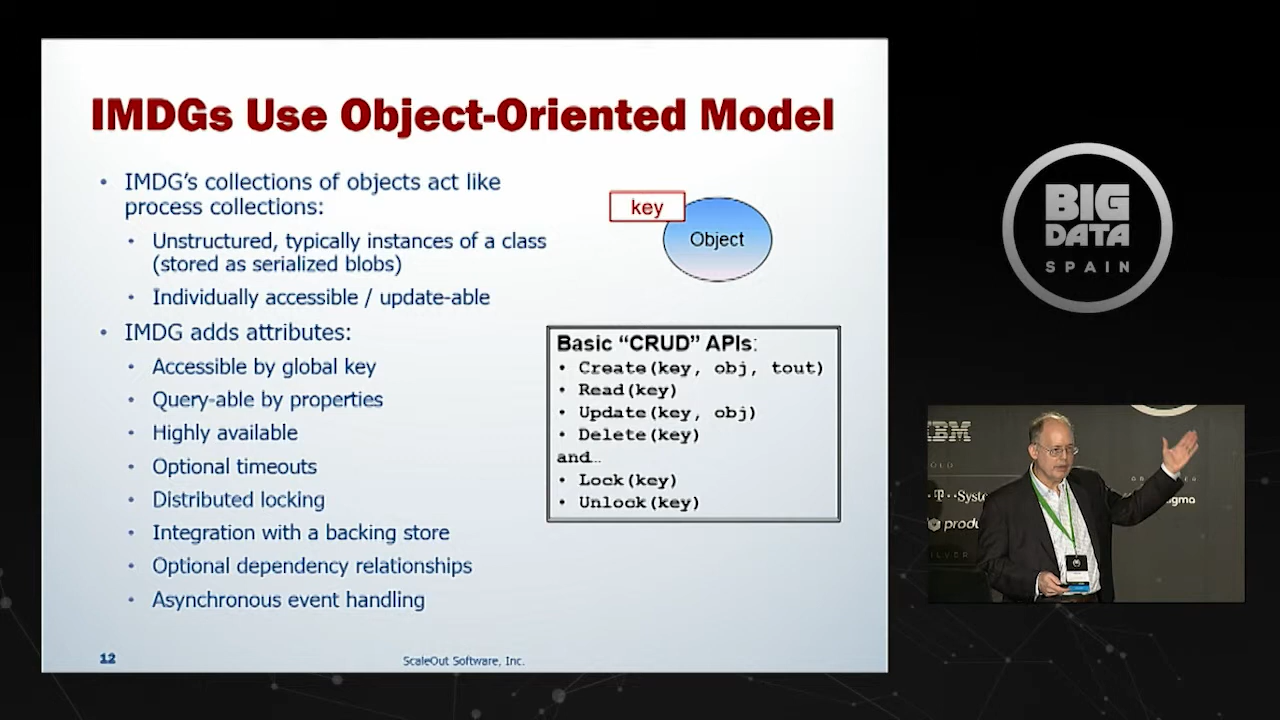 IMDGs Use Object-Oriented Model
• IMDG's collections of objects act like
process collections:
• Unstructured, typically instances of a class
(stored as serialized blobs)
• Individually accessible / update-able
• IMDG adds attributes:
• Accessible by global key
• Query-able by properties
• Highly available
• Optional timeouts
• Distributed locking
• Integration with a backing store
• Optional dependency relationships
• Asynchronous event handling
key
Object
Basic “CRUD” APIs:
• Create(key, obj, tout)
• Read(key)
• Update(key, obj)
• Delete(key)
and…
• Lock(key)
• Unlock(key)
12
ScaleOut Software, Inc.
BIG
DATA
SPAIN
IBM